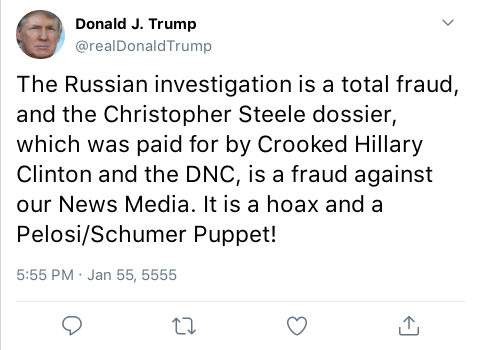 Donald J. Trump
@realDonaldTrump
The Russian investigation is a total fraud,
and the Christopher Steele dossier,
which was paid for by Crooked Hillary
Clinton and the DNC, is a fraud against
our News Media. It is a hoax and a
Pelosi/Schumer Puppet!
5:55 PM · Jan 55, 5555